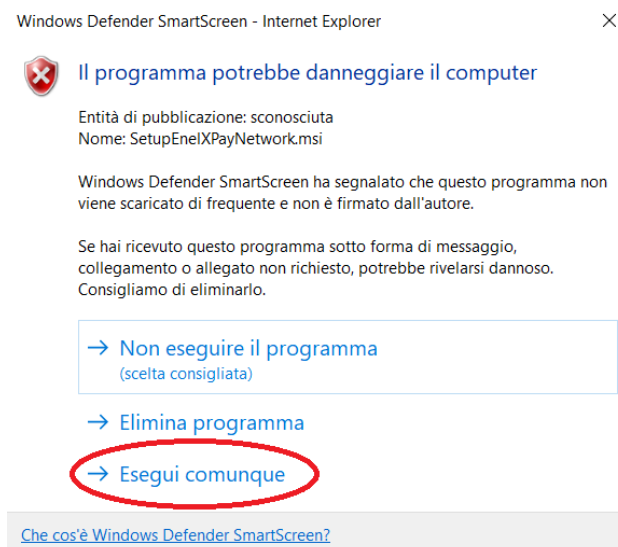 Windows Defender SmartScreen - Internet Explorer
Il programma potrebbe danneggiare il computer
Entità di pubblicazione: sconosciuta
Nome: SetupEnelXPayNetwork.msi
Windows Defender SmartScreen ha segnalato che questo programma non
viene scaricato di frequente e non è firmato dall'autore.
Se hai ricevuto questo programma sotto forma di messaggio,
collegamento o allegato non richiesto, potrebbe rivelarsi dannoso.
Consigliamo di eliminarlo.
Non eseguire il programma
(scelta consigliata)
Elimina programma
Esegui comunque
Che cos'è Windows Defender SmartScreen?